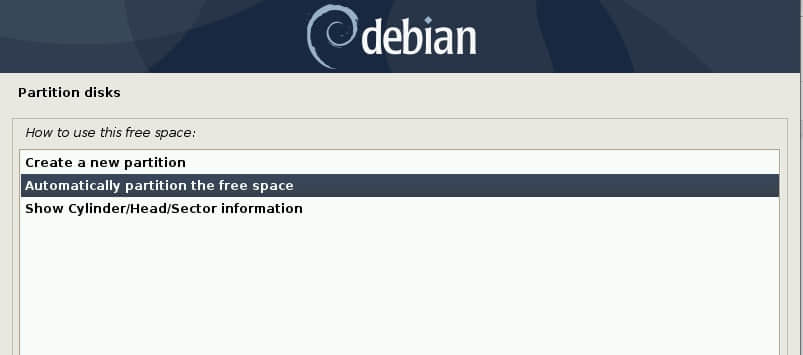 debian
Partition disks
How to use this free space:
Create a new partition
Automatically partition the free space
Show Cylinder/Head/Sector information